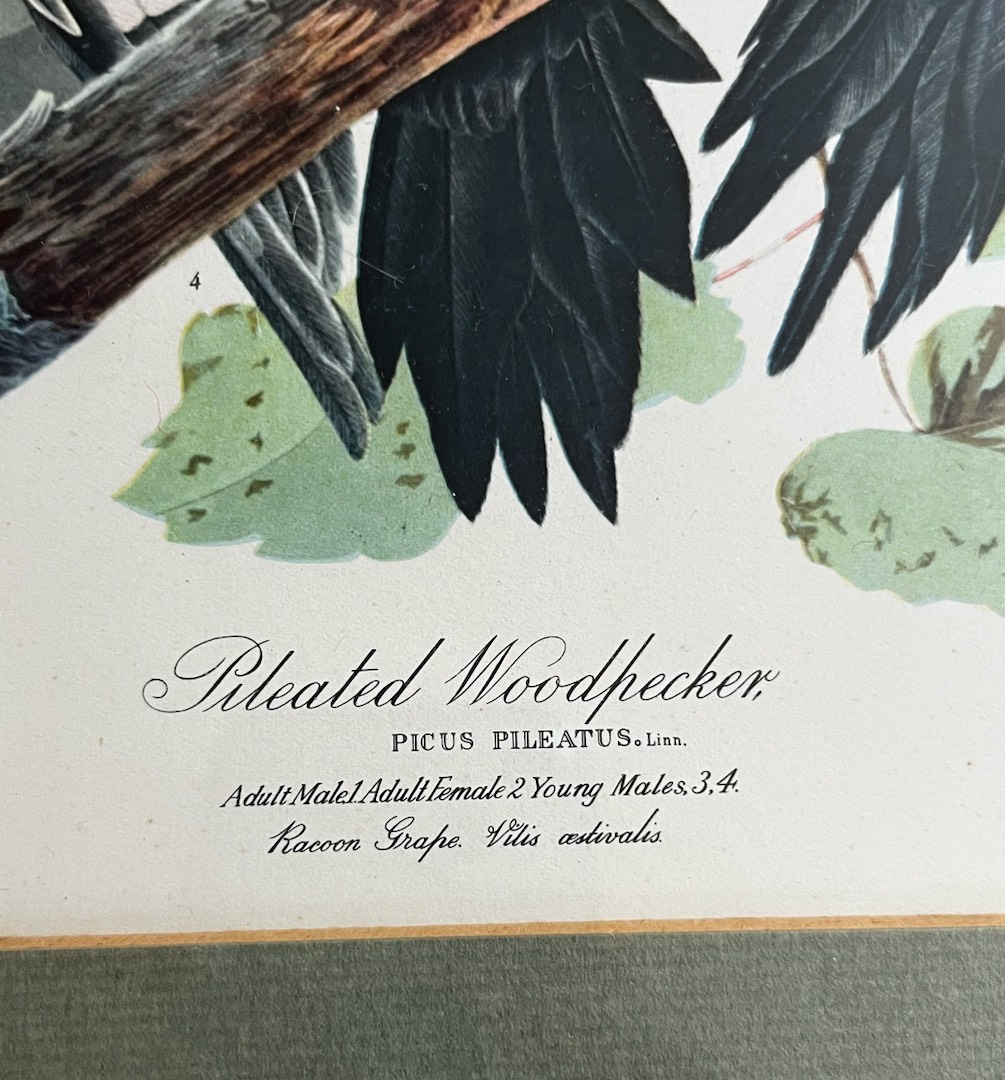 4
Pileated Woodpecker,
PICUS PILEATUS. Linn.
Adult Male.1. Adult Female 2 Young Males, 3, 4.
Racoon Grape. Vitis æstivalis.